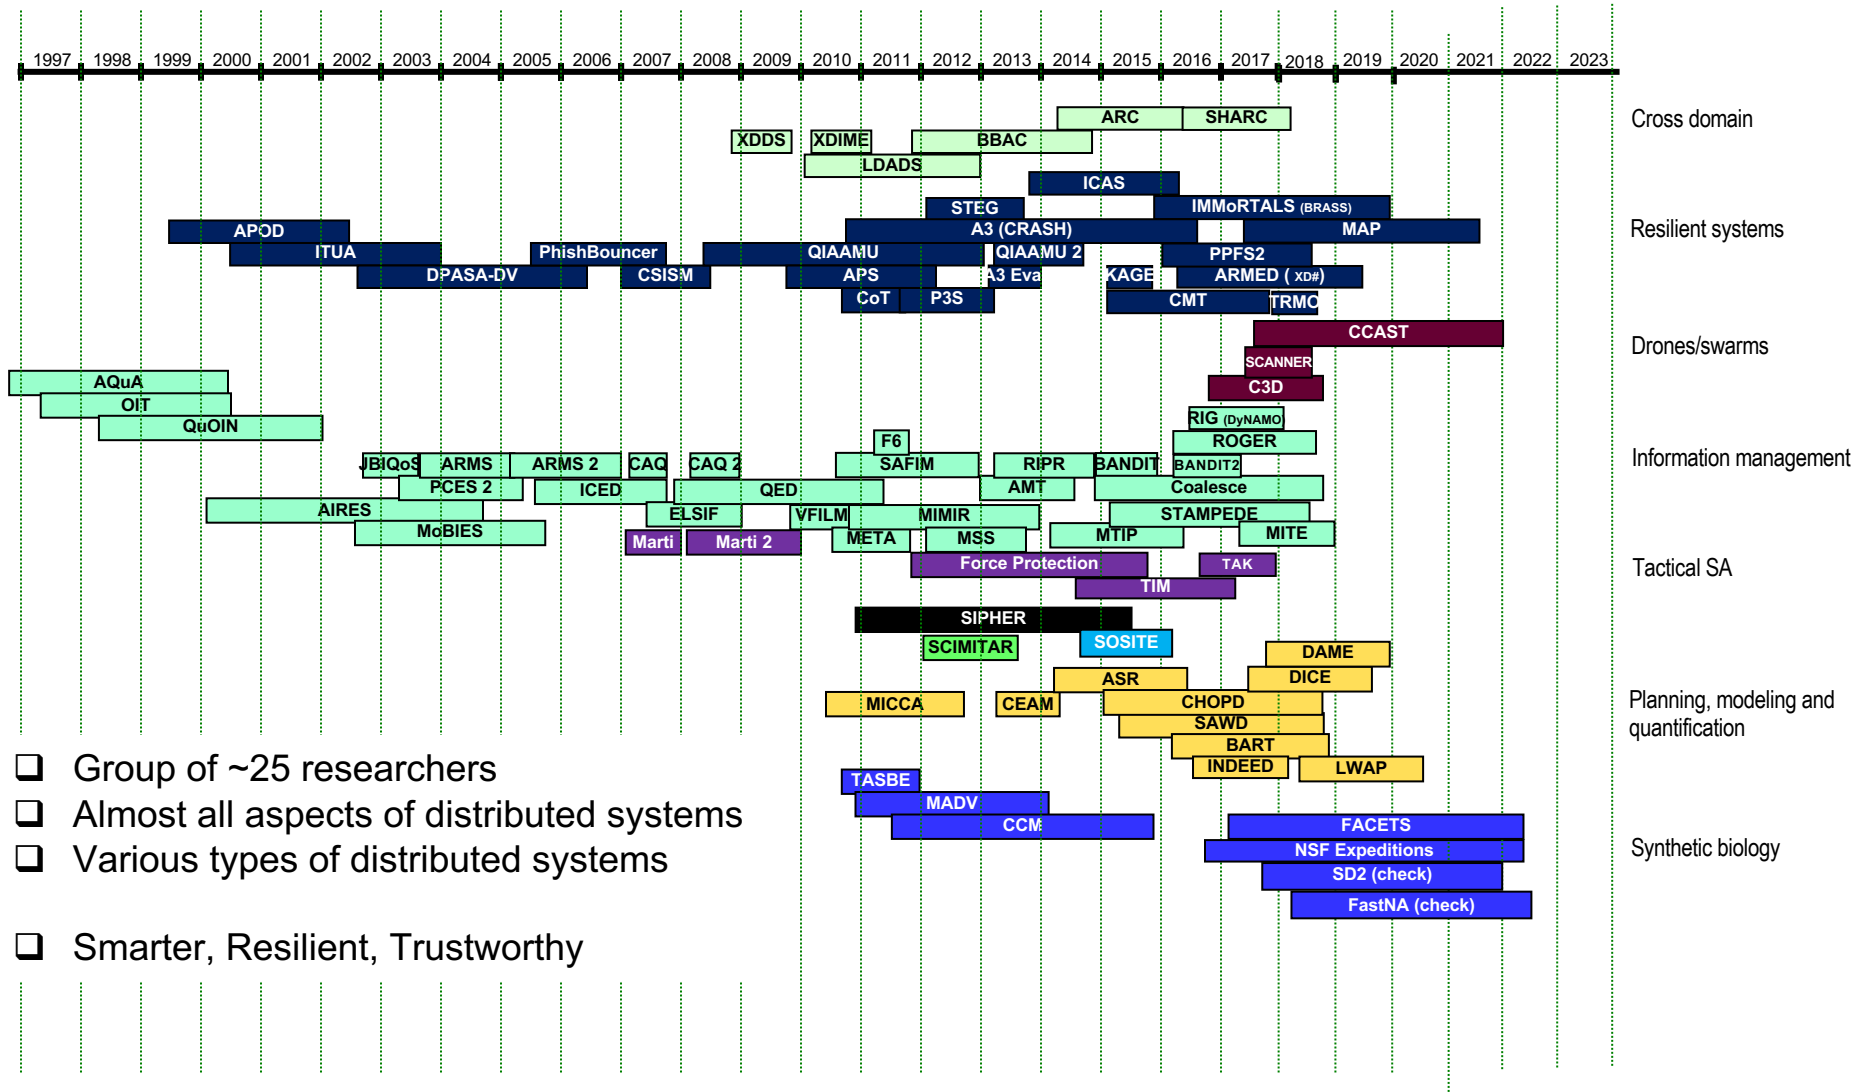 1997 1998 1999 2000 2001 2002 2003 2004 2005 2006 2007 2008 2009 2010 2011 2012 2013 2014 2015 2016 2017 2018 2019 2020 2021 2022 2023
ARC SHARC
Cross domain
XDDS XDIME BBAC
LDADS
ICAS
STEG IMMoRTALS (BRASS)
APOD A3 (CRASH) MAP
Resilient systems
ITUA PhishBouncer QIAAMU QIAAMU 2 PPFS2
DPASA-DV CSISM APS A3 Eva KAGE ARMED ( XD#)
CoT P3S CMT TRMO
CCAST
Drones/swarms
SCANNER
AQuA C3D
OIT
RIG (DyNAMO)
QuOIN
F6 ROGER
JBIQoS ARMS ARMS 2 CAQ CAQ 2 SAFIM RIPR BANDIT BANDIT2
Information management
PCES 2 ICED QED AMT Coalesce
AIRES ELSIF VFILM MIMIR STAMPEDE
MoBIES Marti Marti 2 META MSS MTIP MITE
Force Protection TAK
Tactical SA
TIM
SIPHER
SCIMITAR SOSITE
DAME
ASR DICE
MICCA CEAM CHOPD
Planning, modeling and
quantification
SAWD
BART
INDEED LWAP
❑ Group of ~25 researchers
TASBE
MADV
❑ Almost all aspects of distributed systems
CCM FACETS
❑ Various types of distributed systems
NSF Expeditions
Synthetic biology
SD2 (check)
FastNA (check)
❑ Smarter, Resilient, Trustworthy